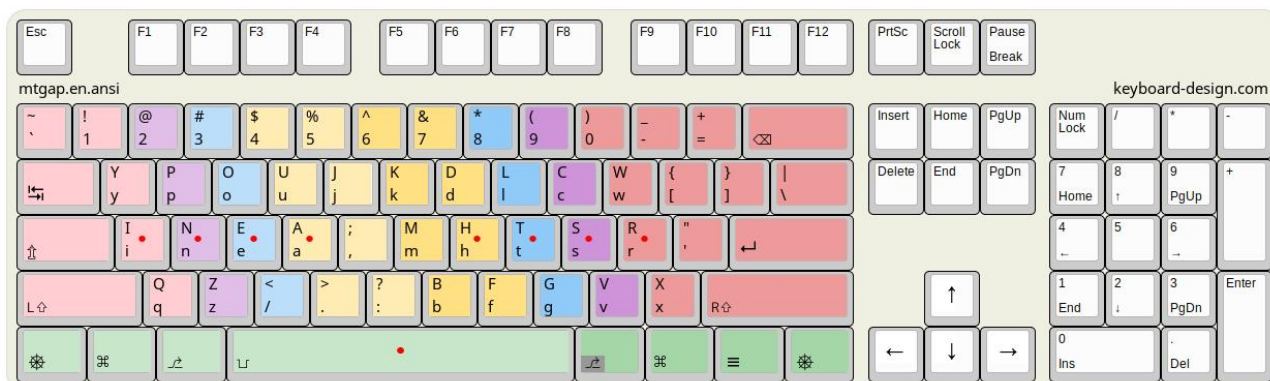 Esc F1 F2 F3 F4 F5 F6 F7 F8 F9 F10 F11 F12 PrtSc Scroll Lock Pause Break
mtgap.en.ansi keyboard-design.com
~ ! @ # $ % ^ & * ( ) _ + Insert Home PgUp Num Lock / * -
` 1 2 3 4 5 6 7 8 9 0 - = ⌫
Y P O U J K D L C W { } | Delete End PgDn 7 8 9 +
↹ y p o u j k d l c w [ ] \ Home ↑ PgUp
I N E A ; M H T S R " 4 5 6
⇧ i n e a , m h t s r ' ↵ ← →
Q Z < > ? B F G V X ↑ 1 2 3 Enter
L⇧ q z / . : b f g v x R⇧ End ↓ PgDn
⎈ ⌘ ⎇ ⊔ ⎇ ⌘ ≡ ⎈ ← ↓ → 0 .
Ins Del